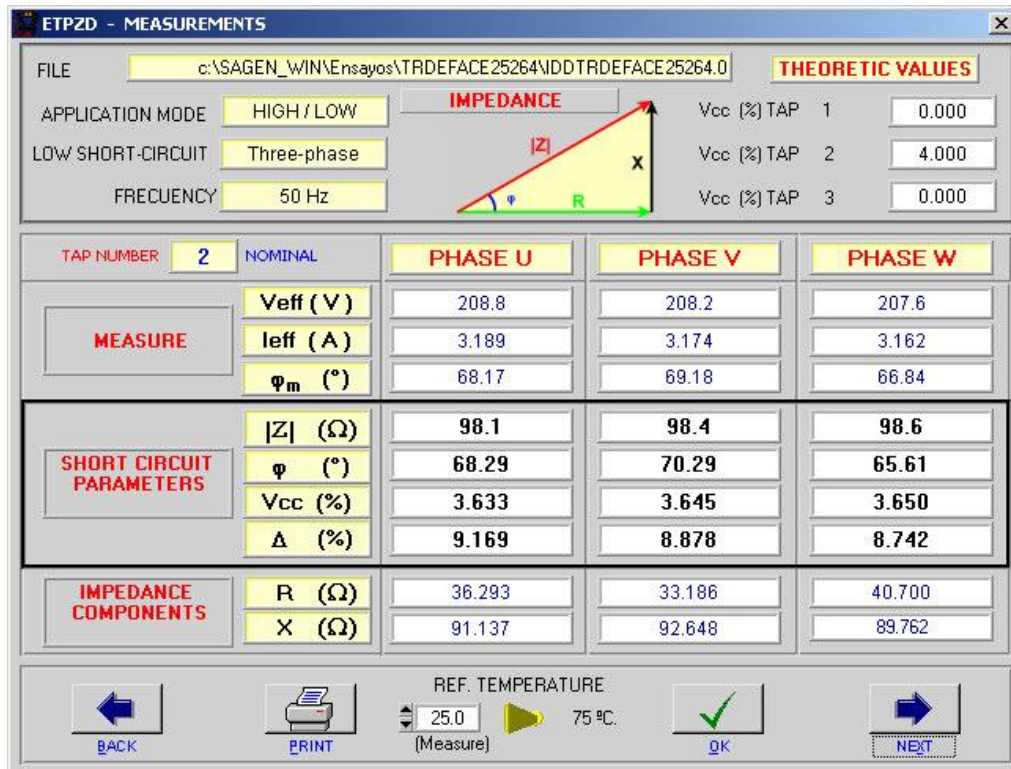 ETPZD - MEASUREMENTS
FILE c:\SAGEN_WIN\Ensayos\TRDEFACE25264\IDDTRDEFACE25264.0 THEORETIC VALUES
APPLICATION MODE HIGH / LOW IMPEDANCE Vcc (%) TAP 1 0.000
LOW SHORT-CIRCUIT Three-phase |Z| X Vcc (%) TAP 2 4.000
FRECUENCY 50 Hz φ R Vcc (%) TAP 3 0.000
TAP NUMBER 2 NOMINAL PHASE U PHASE V PHASE W
MEASURE
Veff ( V ) 208.8 208.2 207.6
Ieff ( A ) 3.189 3.174 3.162
φm (°) 68.17 69.18 66.84
SHORT CIRCUIT
PARAMETERS
|Z| (Ω) 98.1 98.4 98.6
φ (°) 68.29 70.29 65.61
Vcc (%) 3.633 3.645 3.650
Δ (%) 9.169 8.878 8.742
IMPEDANCE
COMPONENTS
R (Ω) 36.293 33.186 40.700
X (Ω) 91.137 92.648 89.762
REF. TEMPERATURE
25.0 75 ºC.
(Measure)
BACK PRINT OK NEXT